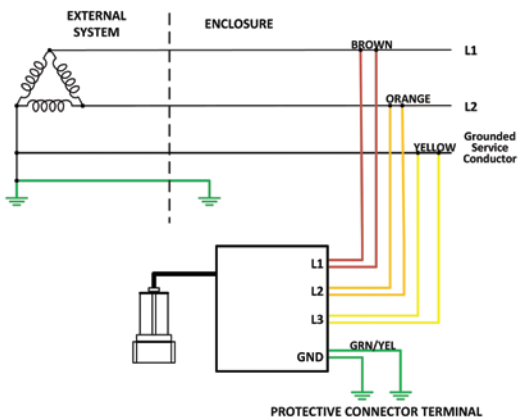 EXTERNAL
SYSTEM
ENCLOSURE
BROWN
L1
ORANGE
L2
YELLOW
Grounded
Service
Conductor
L1
L2
L3
GRN/YEL
GND
PROTECTIVE CONNECTOR TERMINAL